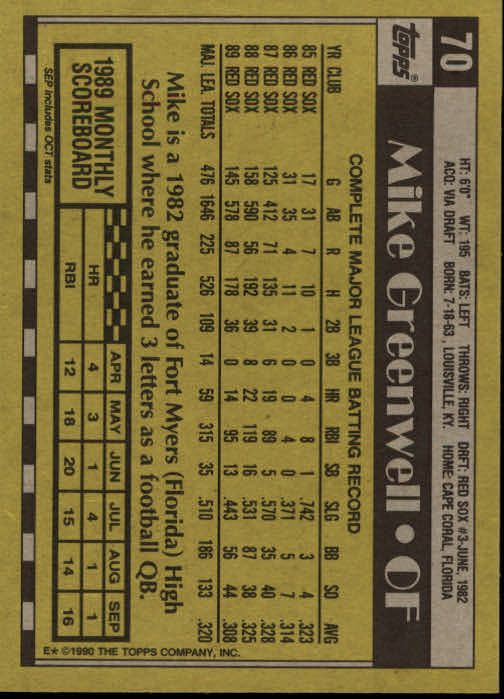 70
topps®
HT: 6'0" WT: 195 BATS: LEFT THROWS: RIGHT DRFT: RED SOX #3-JUNE, 1982
ACQ: VIA DRAFT BORN: 7-18-63, LOUISVILLE, KY. HOME: CAPE CORAL, FLORIDA
Mike Greenwell • OF
COMPLETE MAJOR LEAGUE BATTING RECORD
YR CLUB G AB R H 2B 3B HR RBI SB SLG BB SO AVG
85 RED SOX 17 31 7 10 1 0 4 8 1 .742 3 4 .323
86 RED SOX 31 35 4 11 2 0 0 4 0 .371 5 7 .314
87 RED SOX 125 412 71 135 31 6 19 89 5 .570 35 40 .328
88 RED SOX 158 590 56 192 39 8 22 119 16 .531 87 38 .325
89 RED SOX 145 578 87 178 36 0 14 95 13 .443 56 44 .308
MAJ. LEA. TOTALS 476 1646 225 526 109 14 59 315 35 .510 186 133 .320
Mike is a 1982 graduate of Fort Myers (Florida) High
School where he earned 3 letters as a football QB.
1989 MONTHLY
SCOREBOARD
APR MAY JUN JUL AUG SEP
HR 4 3 1 4 1 1
RBI 12 18 20 15 14 16
SEP includes OCT stats
E* ©1990 THE TOPPS COMPANY, INC.